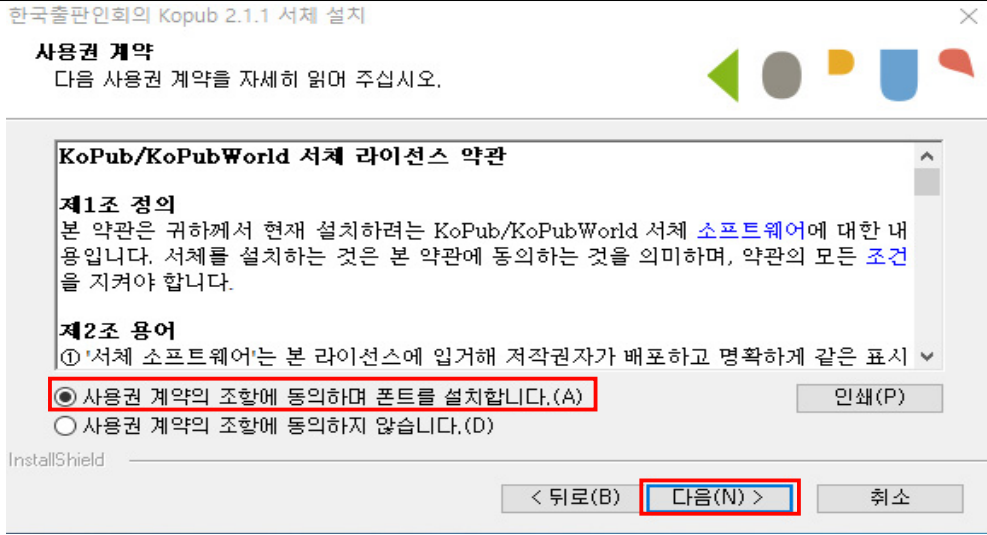 한국출판인회의 Kopub 2.1.1 서체 설치
사용권 계약
다음 사용권 계약을 자세히 읽어 주십시오.
KoPub/KoPubWorld 서체 라이선스 약관
제1조 정의
본 약관은 귀하께서 현재 설치하려는 KoPub/KoPubWorld 서체 소프트웨어에 대한 내
용입니다. 서체를 설치하는 것은 본 약관에 동의하는 것을 의미하며, 약관의 모든 조건
을 지켜야 합니다.
제2조 용어
① '서체 소프트웨어'는 본 라이선스에 입거해 저작권자가 배포하고 명확하게 같은 표시
사용권 계약의 조항에 동의하며 폰트를 설치합니다.(A)
인쇄(P)
사용권 계약의 조항에 동의하지 않습니다.(D)
InstallShield
< 뒤로(B)
다음(N) >
취소